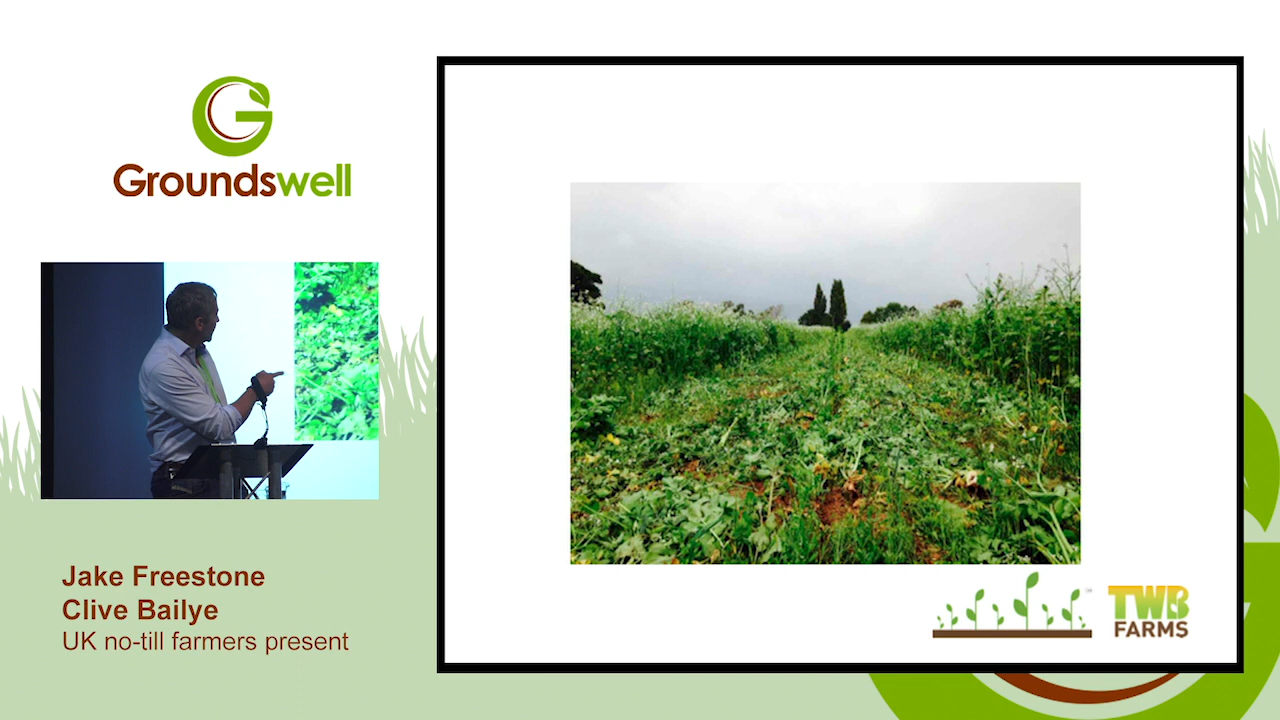 Groundswell
Jake Freestone
Clive Bailye
UK no-till farmers present
TWB
FARMS